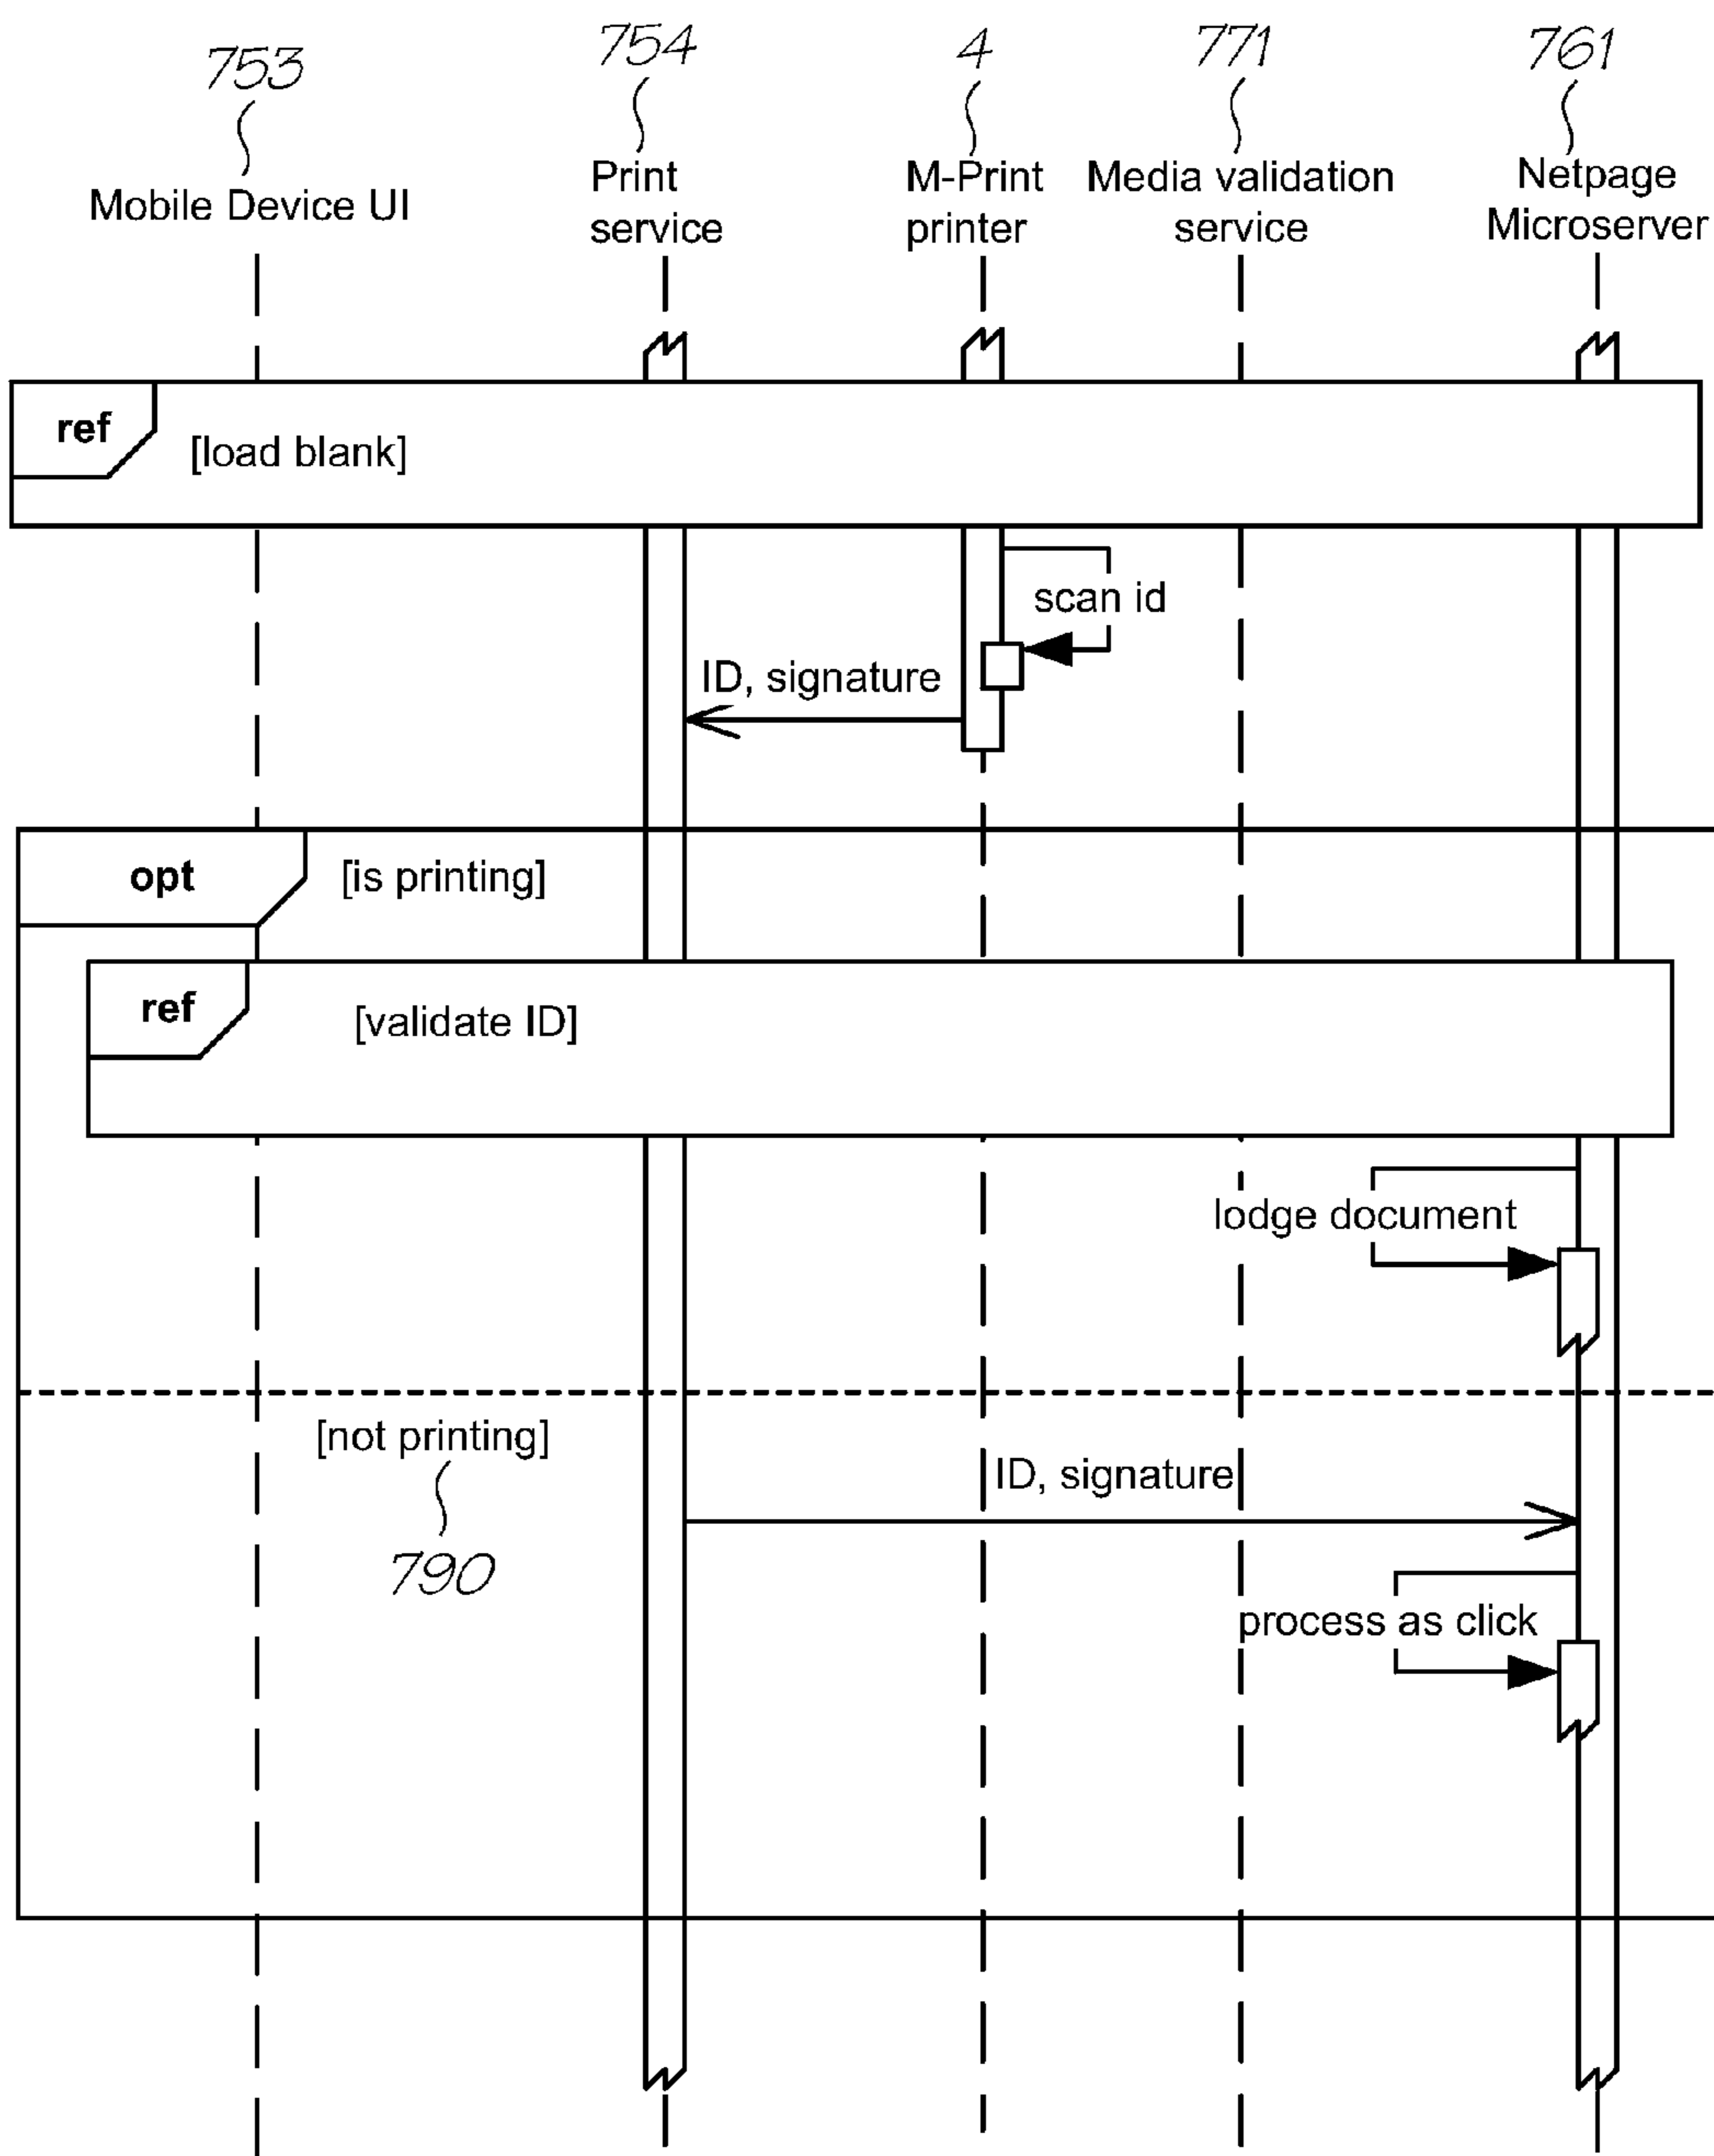 753
754
4
771
761
Mobile Device UI
Print
service
M-Print
printer
Media validation
service
Netpage
Microserver
ref
[load blank]
scan id
ID, signature
opt
[is printing]
ref
[validate ID]
lodge document
[not printing]
ID, signature
790
process as click